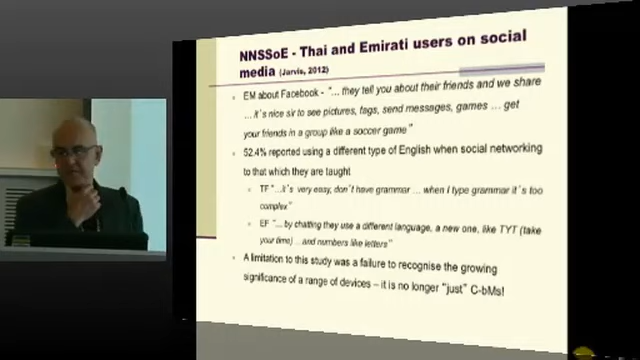 NNSSoE - Thai and Emirati users on social
media (Jarvis, 2012)
EM about Facebook - "... they tell you about their friends and we share
...it's nice sir to see pictures, tags, send messages, games ... get
your friends in a group like a soccer game"
52.4% reported using a different type of English when social networking
to that which they are taught
TF "...it's very easy, don't have grammar ... when I type grammar it's too
complex"
EF "... by chatting they use a different language, a new one, like TYT (take
your time) ...and numbers like letters"
A limitation to this study was a failure to recognise the growing
significance of a range of devices – it is no longer "just" C-bMs!